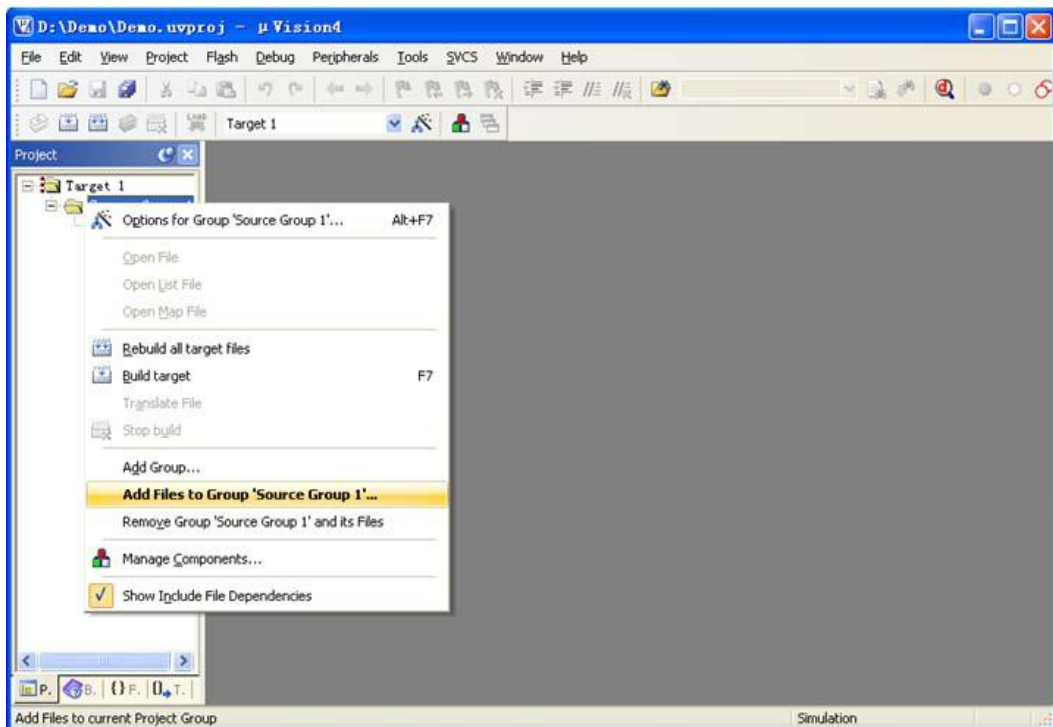 D:\Demo\Demo.uvproj - µVision4
File Edit View Project Flash Debug Peripherals Tools SVCS Window Help
Target 1
Project
Target 1
Options for Group 'Source Group 1'... Alt+F7
Open File
Open List File
Open Map File
Rebuild all target files
Build target F7
Translate File
Stop build
Add Group...
Add Files to Group 'Source Group 1'...
Remove Group 'Source Group 1' and its Files
Manage Components...
Show Include File Dependencies
P. B. {} F. 0 T.
Add Files to current Project Group Simulation